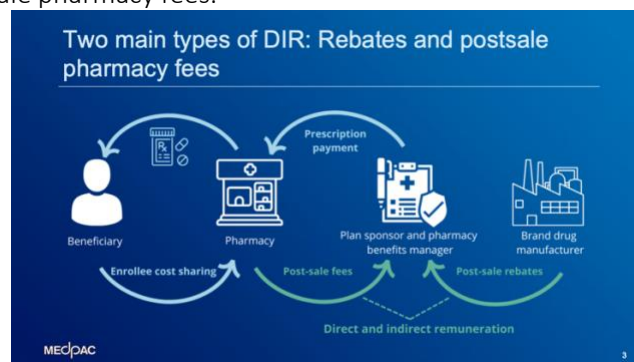 ale pharmacy fees.
Two main types of DIR: Rebates and postsale
pharmacy fees
Prescription
payment
Rx
Beneficiary
Pharmacy
Plan sponsor and pharmacy
benefits manager
Brand drug
manufacturer
Enrollee cost sharing
Post-sale fees
Post-sale rebates
Direct and indirect remuneration
MEDPAC
3